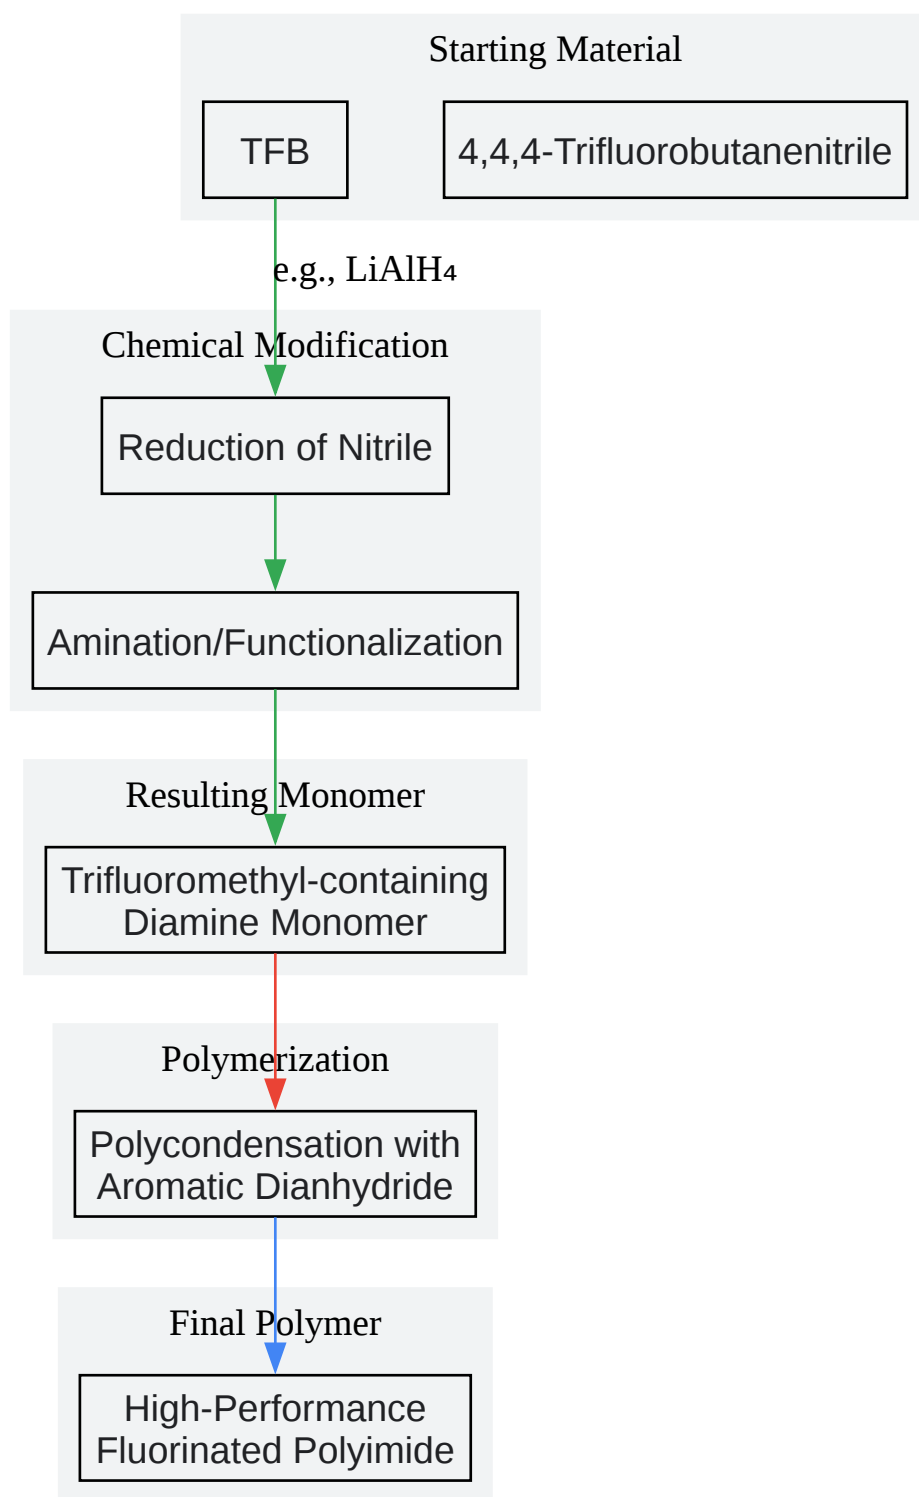 Starting Material
TFB
4,4,4-Trifluorobutanenitrile
e.g., LiAlH₄
Chemical Modification
Reduction of Nitrile
Amination/Functionalization
Resulting Monomer
Trifluoromethyl-containing
Diamine Monomer
Polymerization
Polycondensation with
Aromatic Dianhydride
Final Polymer
High-Performance
Fluorinated Polyimide